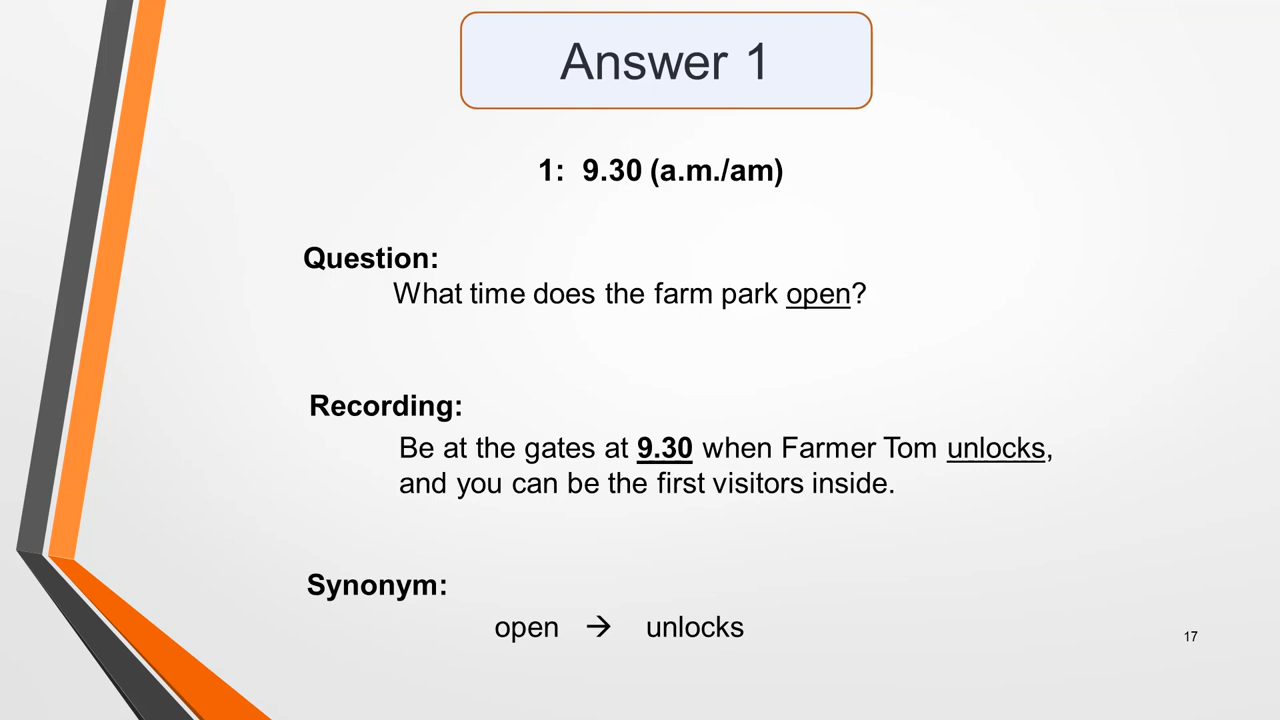 Answer 1
1: 9.30 (a.m./am)
Question:
What time does the farm park open?
Recording:
Be at the gates at 9.30 when Farmer Tom unlocks,
and you can be the first visitors inside.
Synonym:
open → unlocks
17